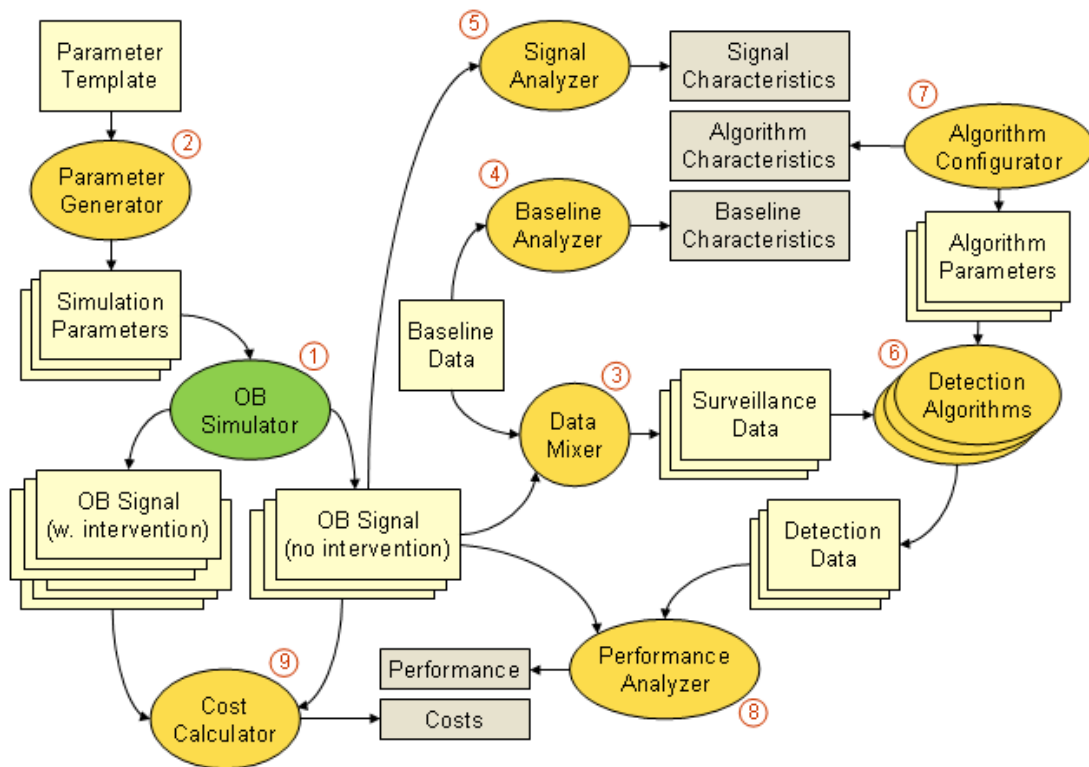 5
Signal
Analyzer
Signal
Characteristics
Parameter
Template
7
Algorithm
Configurator
Algorithm
Characteristics
2
Parameter
Generator
4
Baseline
Analyzer
Baseline
Characteristics
Algorithm
Parameters
Simulation
Parameters
Baseline
Data
1
OB
Simulator
3
Data
Mixer
Surveillance
Data
6
Detection
Algorithms
OB Signal
(w. intervention)
OB Signal
(no intervention)
Detection
Data
9
Cost
Calculator
Performance
Costs
Performance
Analyzer
8